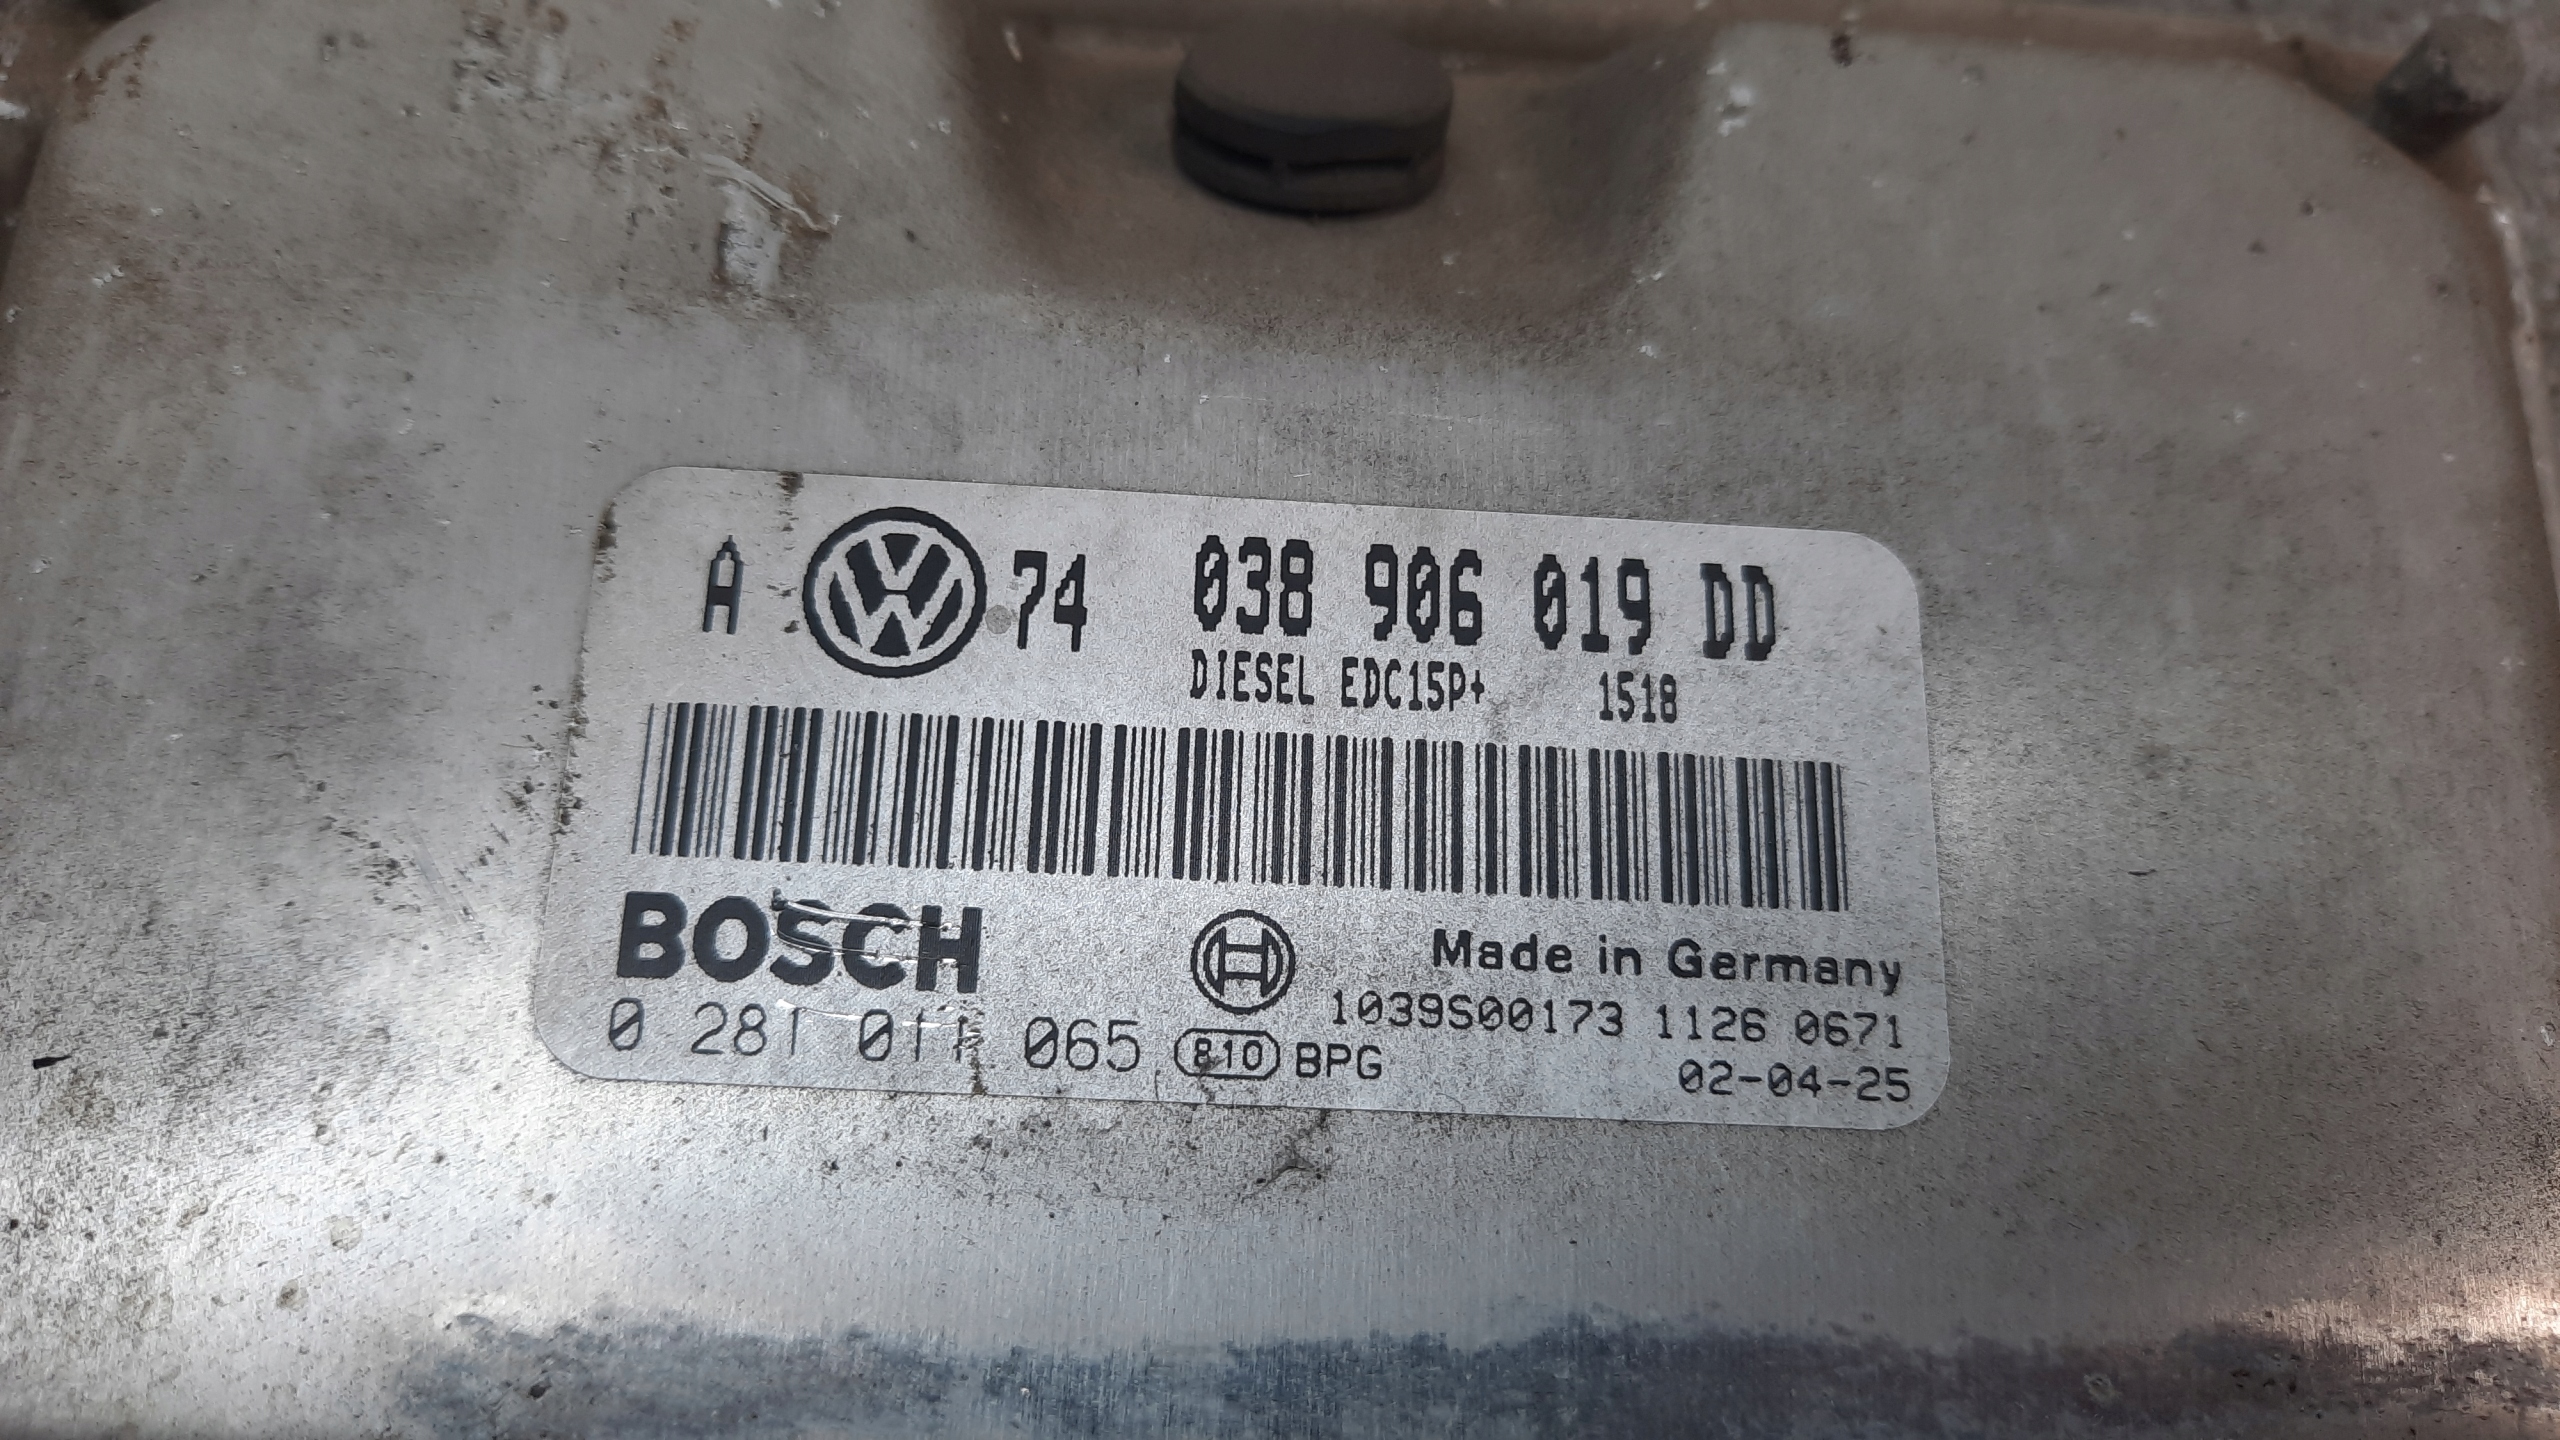 A 74 038 906 019 DD
DIESEL EDC15P+ 1518
BOSCH
Made in Germany
1039S00173 1126 0671
0 281 011 065 810 BPG
02-04-25